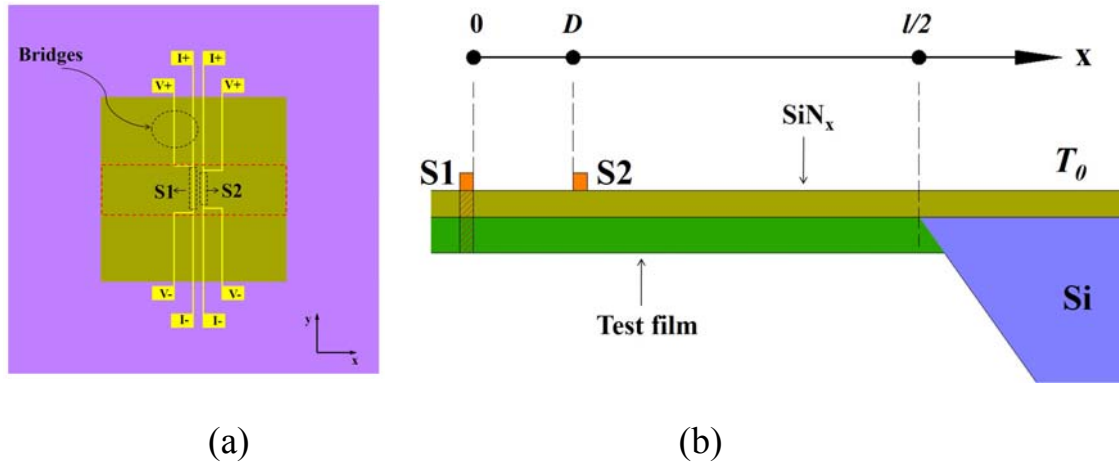 Bridges
I+ I+
V+ V+
S1 S2
V- V-
I- I-
y
x
(a)
0 D l/2
x
SiNₓ
S1 S2 T₀
Si
Test film
(b)